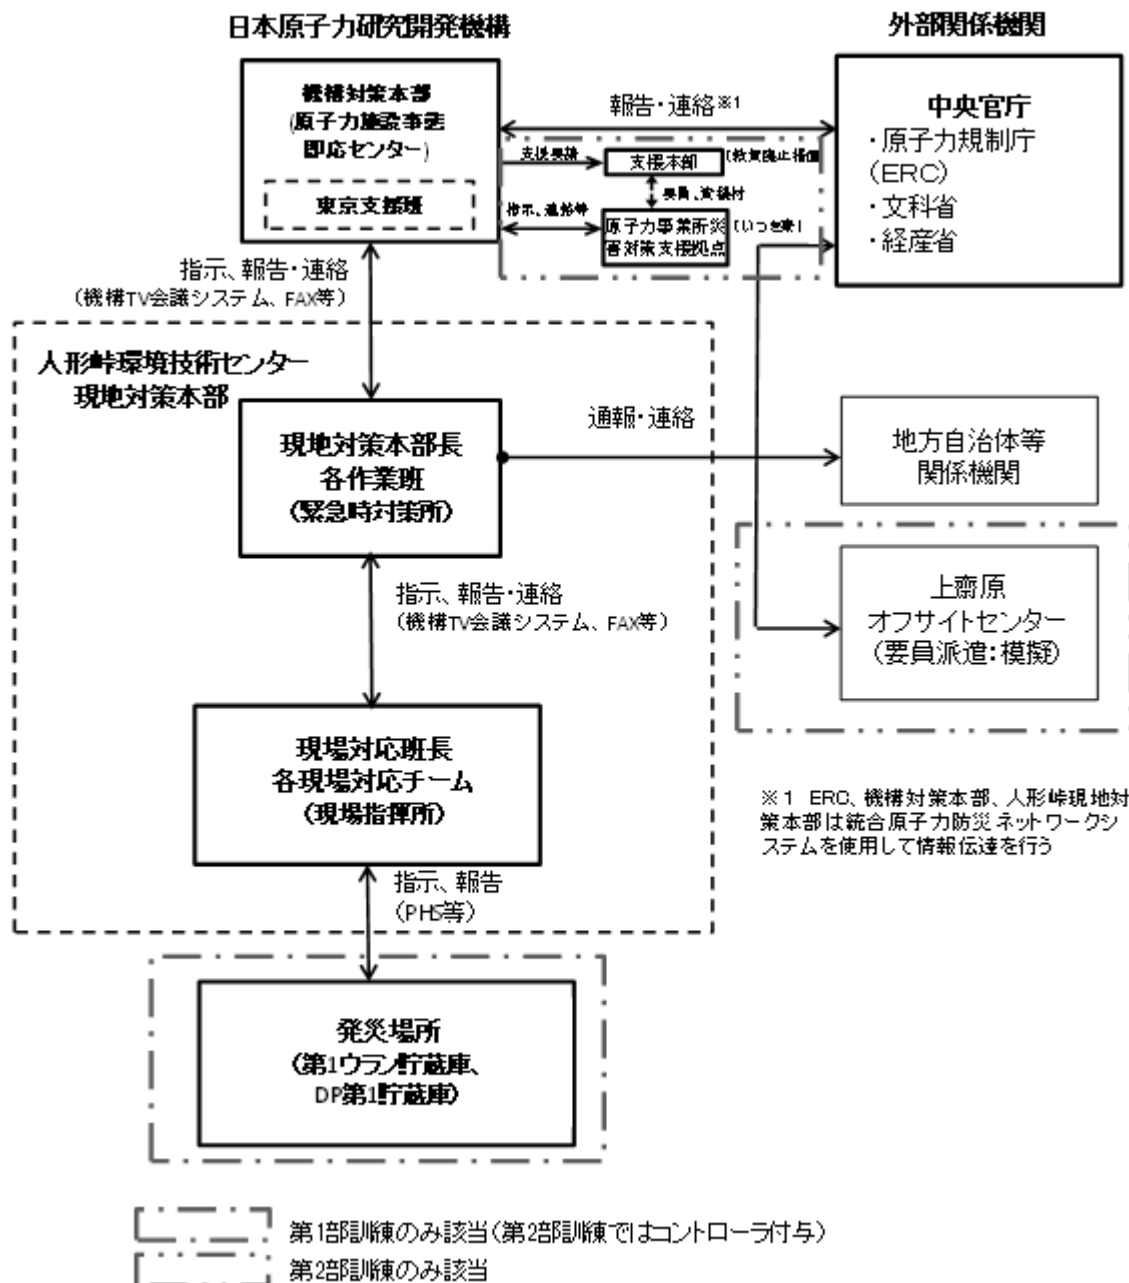 日本原子力研究開発機構
外部関係機関
機構対策本部
(原子力施設事態
即応センター)
東京支援班
報告・連絡※1
支援要請
支援本部
指示、連絡等
原子力事業所災
害対策支援拠点
中央官庁
・原子力規制庁
(ERC)
・文科省
・経産省
指示、報告・連絡
(機構TV会議システム、FAX等)
人形峠環境技術センター
現地対策本部
現地対策本部長
各作業班
(緊急時対策所)
通報・連絡
地方自治体等
関係機関
指示、報告・連絡
(機構TV会議システム、FAX等)
上齋原
オフサイトセンター
(要員派遣:模擬)
現場対応班長
各現場対応チーム
(現場指揮所)
※1 ERC、機構対策本部、人形峠現地対
策本部は統合原子力防災ネットワークシ
ステムを使用して情報伝達を行う
指示、報告
(PHS等)
発災場所
(第1ウラン貯蔵庫、
DP第1貯蔵庫)
第1部訓練のみ該当(第2部訓練ではコントローラ付与)
第2部訓練のみ該当